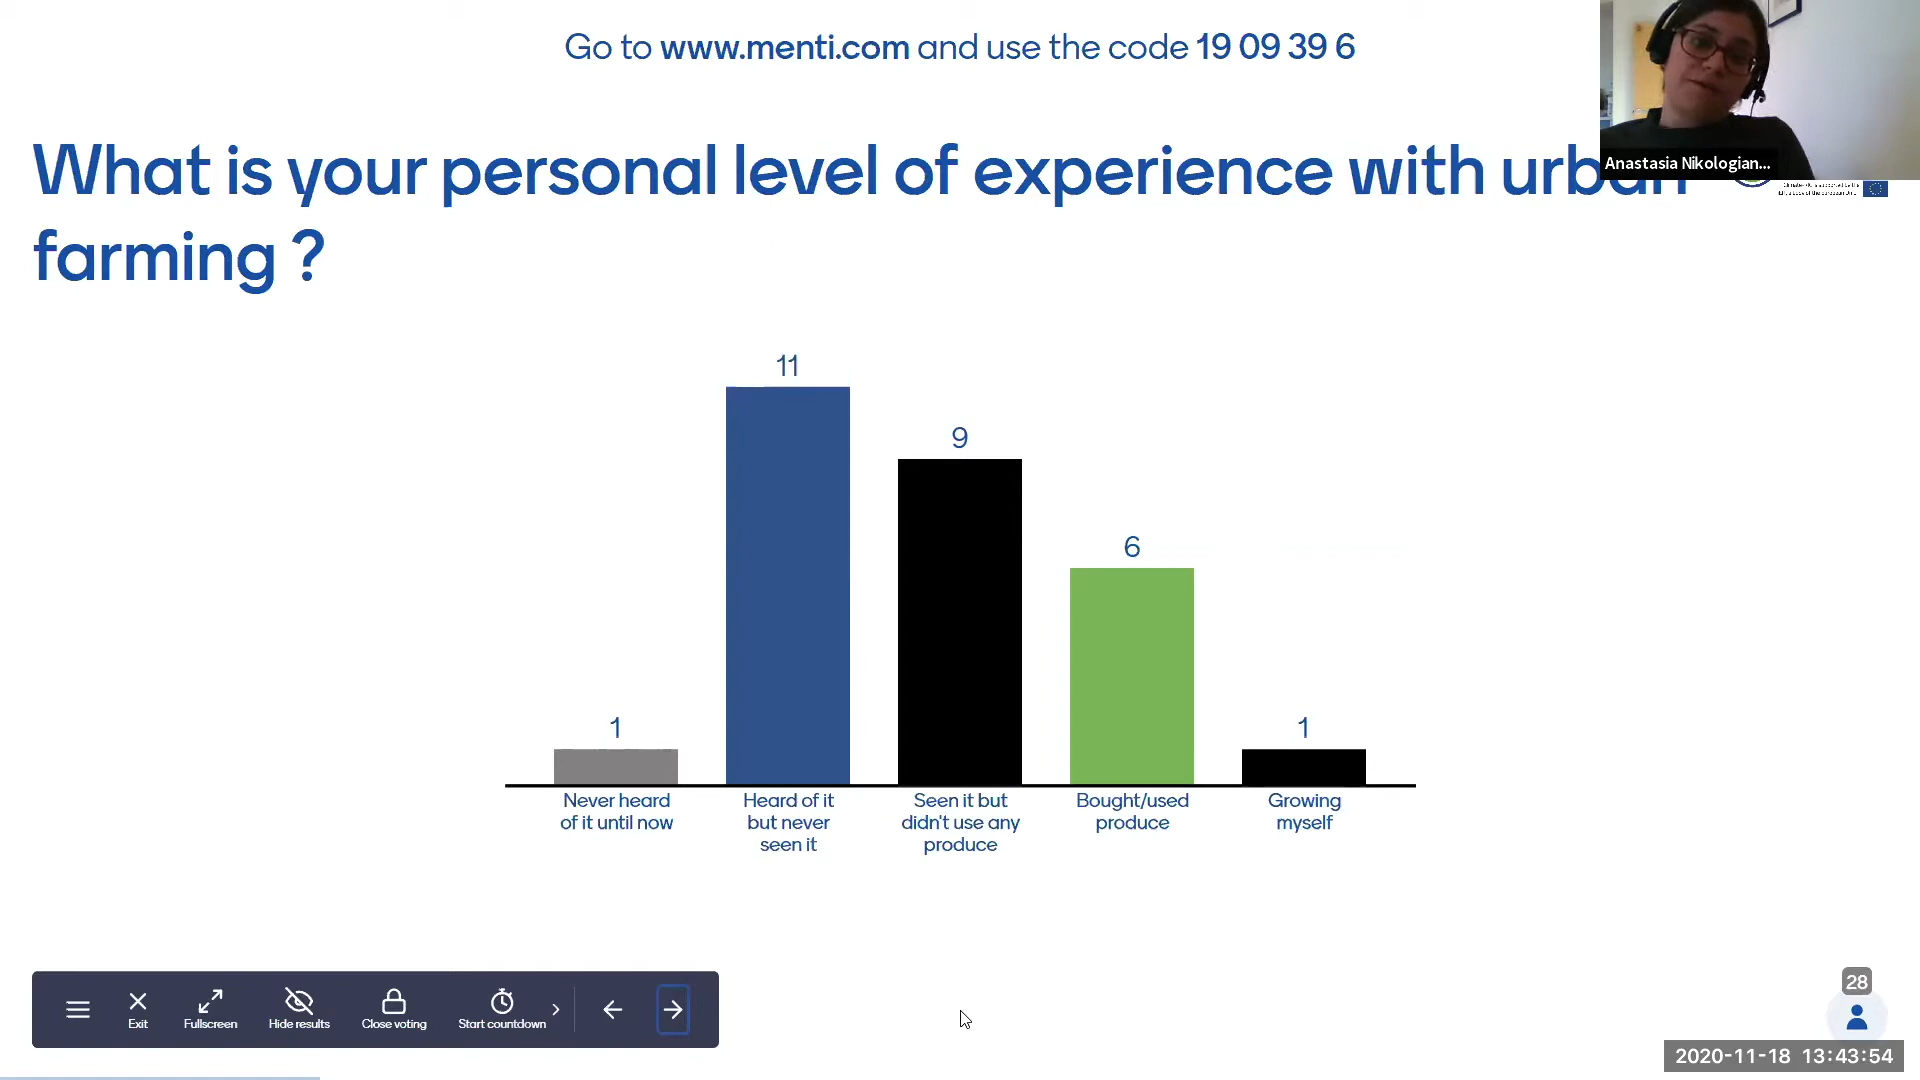 Go to www.menti.com and use the code 19 09 39 6
Anastasia Nikologian...
What is your personal level of experience with urban
farming ?
11
9
6
1
1
Never heard
of it until now
Heard of it
but never
seen it
Seen it but
didn't use any
produce
Bought/used
produce
Growing
myself
Exit
Fullscreen
Hide results
Close voting
Start countdown
28
2020-11-18 13:43:54